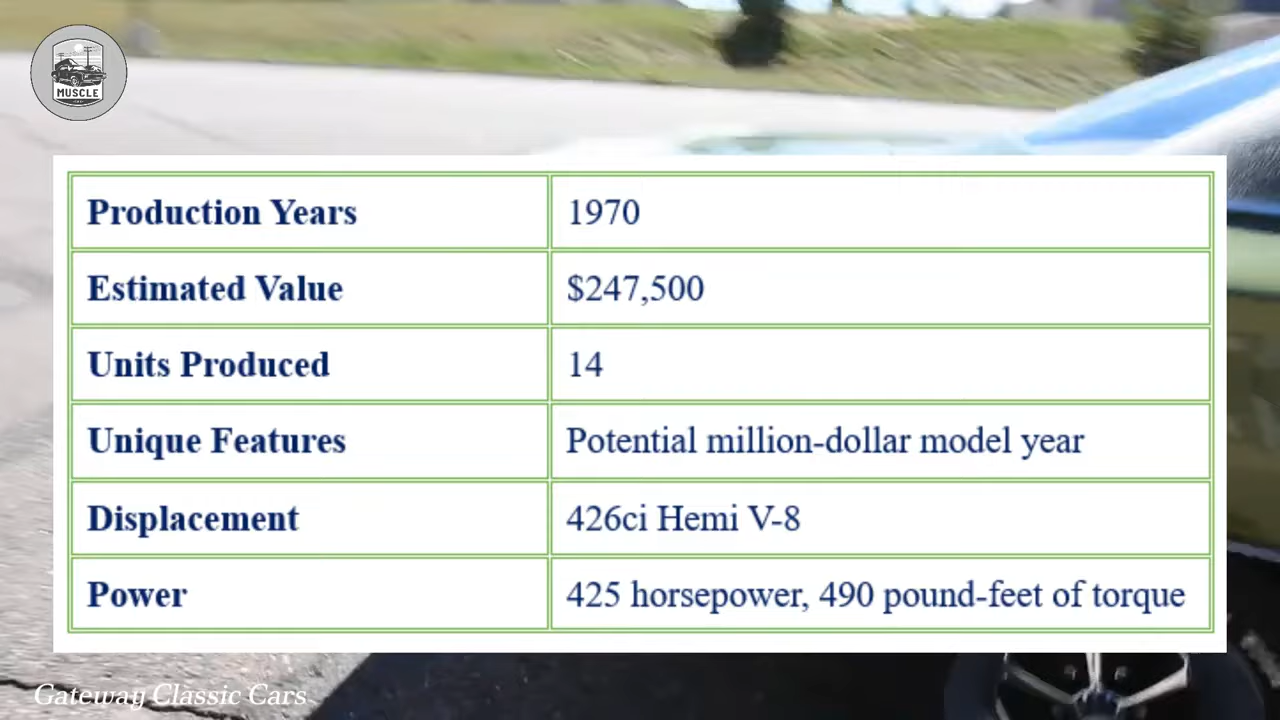 MUSCLE
Production Years 1970
Estimated Value $247,500
Units Produced 14
Unique Features Potential million-dollar model year
Displacement 426ci Hemi V-8
Power 425 horsepower, 490 pound-feet of torque
Gateway Classic Cars